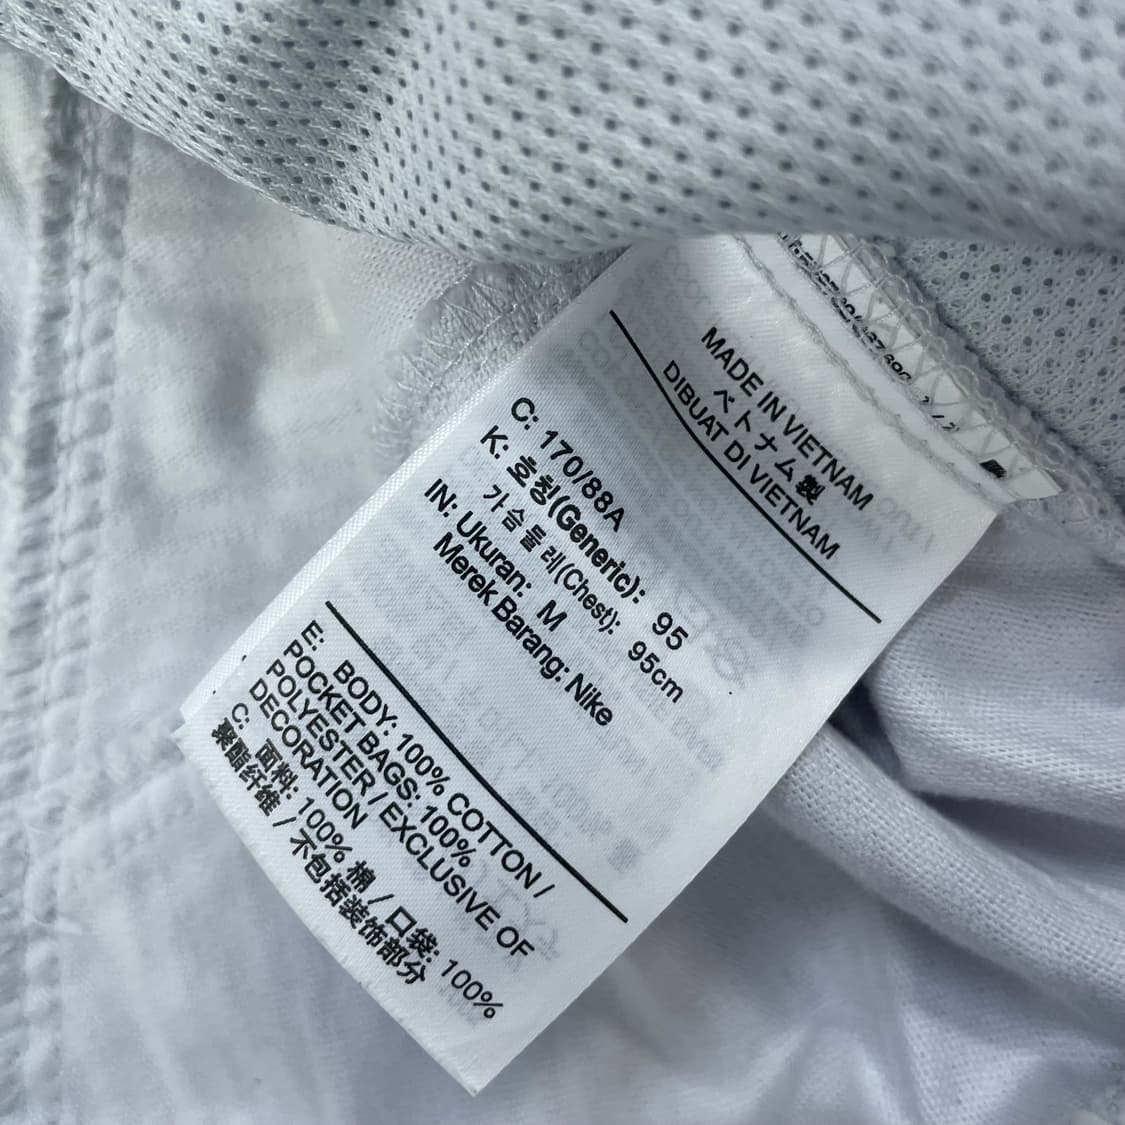 MADE IN VIETNAM
ベトナム製
DIBUAT DI VIETNAM
C: 170/88A
K: 호칭(Generic): 95
가슴둘레(Chest): 95cm
IN: Ukuran: M
Merek Barang: Nike
E: BODY: 100% COTTON /
POCKET BAGS: 100%
POLYESTER / EXCLUSIVE OF
DECORATION
C: 面料: 100% 棉 / 口袋: 100%
聚酯纤维 / 不包括装饰部分